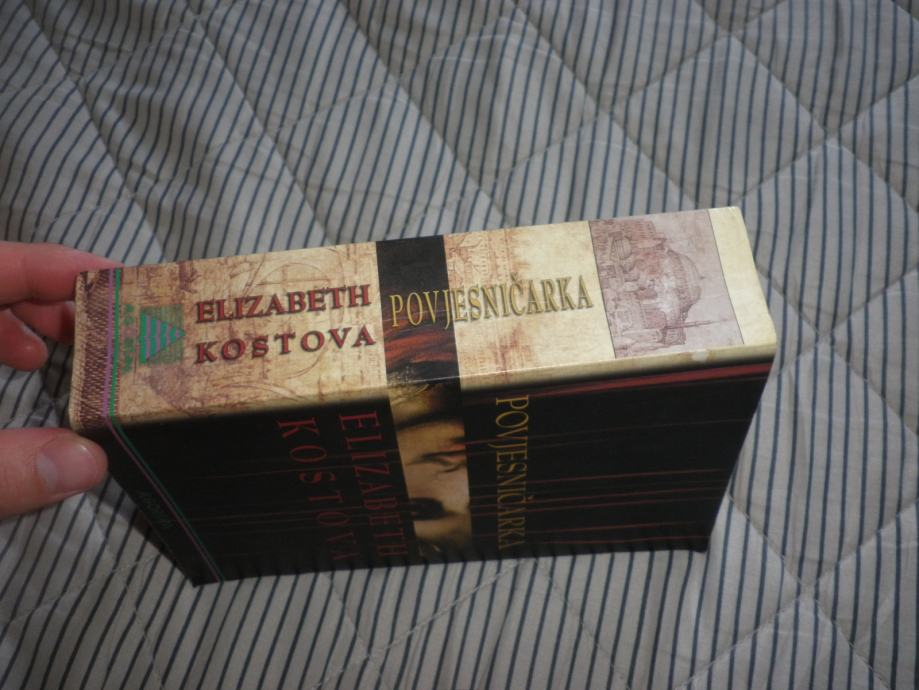 ELIZABETH
KOSTOVA
POVJESNIČARKA
ELIZABETH
KOSTOVA
POVJESNIČARKA